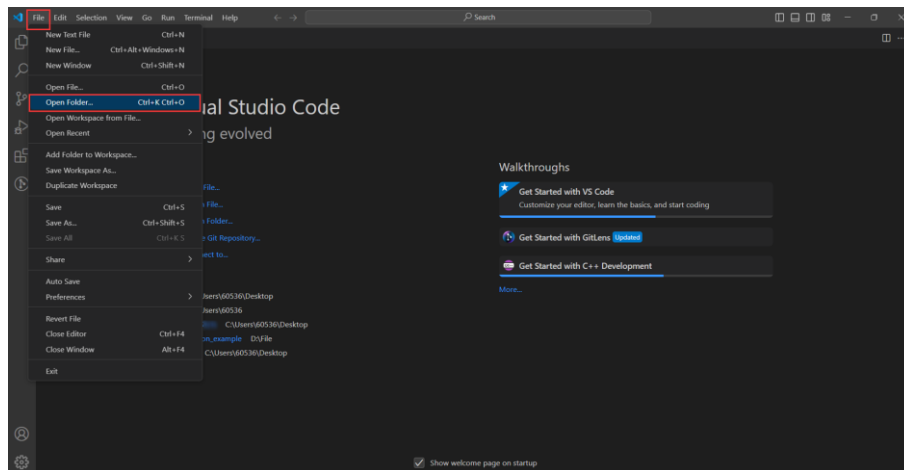 File Edit Selection View Go Run Terminal Help
Search
New Text File Ctrl+N
New File... Ctrl+Alt+Windows+N
New Window Ctrl+Shift+N
Open File... Ctrl+O
Open Folder... Ctrl+K Ctrl+O
Open Workspace from File...
Open Recent
Add Folder to Workspace...
Save Workspace As...
Duplicate Workspace
Save Ctrl+S
Save As... Ctrl+Shift+S
Save All Ctrl+K S
Share
Auto Save
Preferences
Revert File
Close Editor Ctrl+F4
Close Window Alt+F4
Exit
ual Studio Code
ng evolved
File...
File...
Folder...
Git Repository...
ect to...
Users\60536\Desktop
Users\60536
C:\Users\60536\Desktop
on_example D:\File
C:\Users\60536\Desktop
Walkthroughs
Get Started with VS Code
Customize your editor, learn the basics, and start coding
Get Started with GitLens Updated
Get Started with C++ Development
More...
Show welcome page on startup